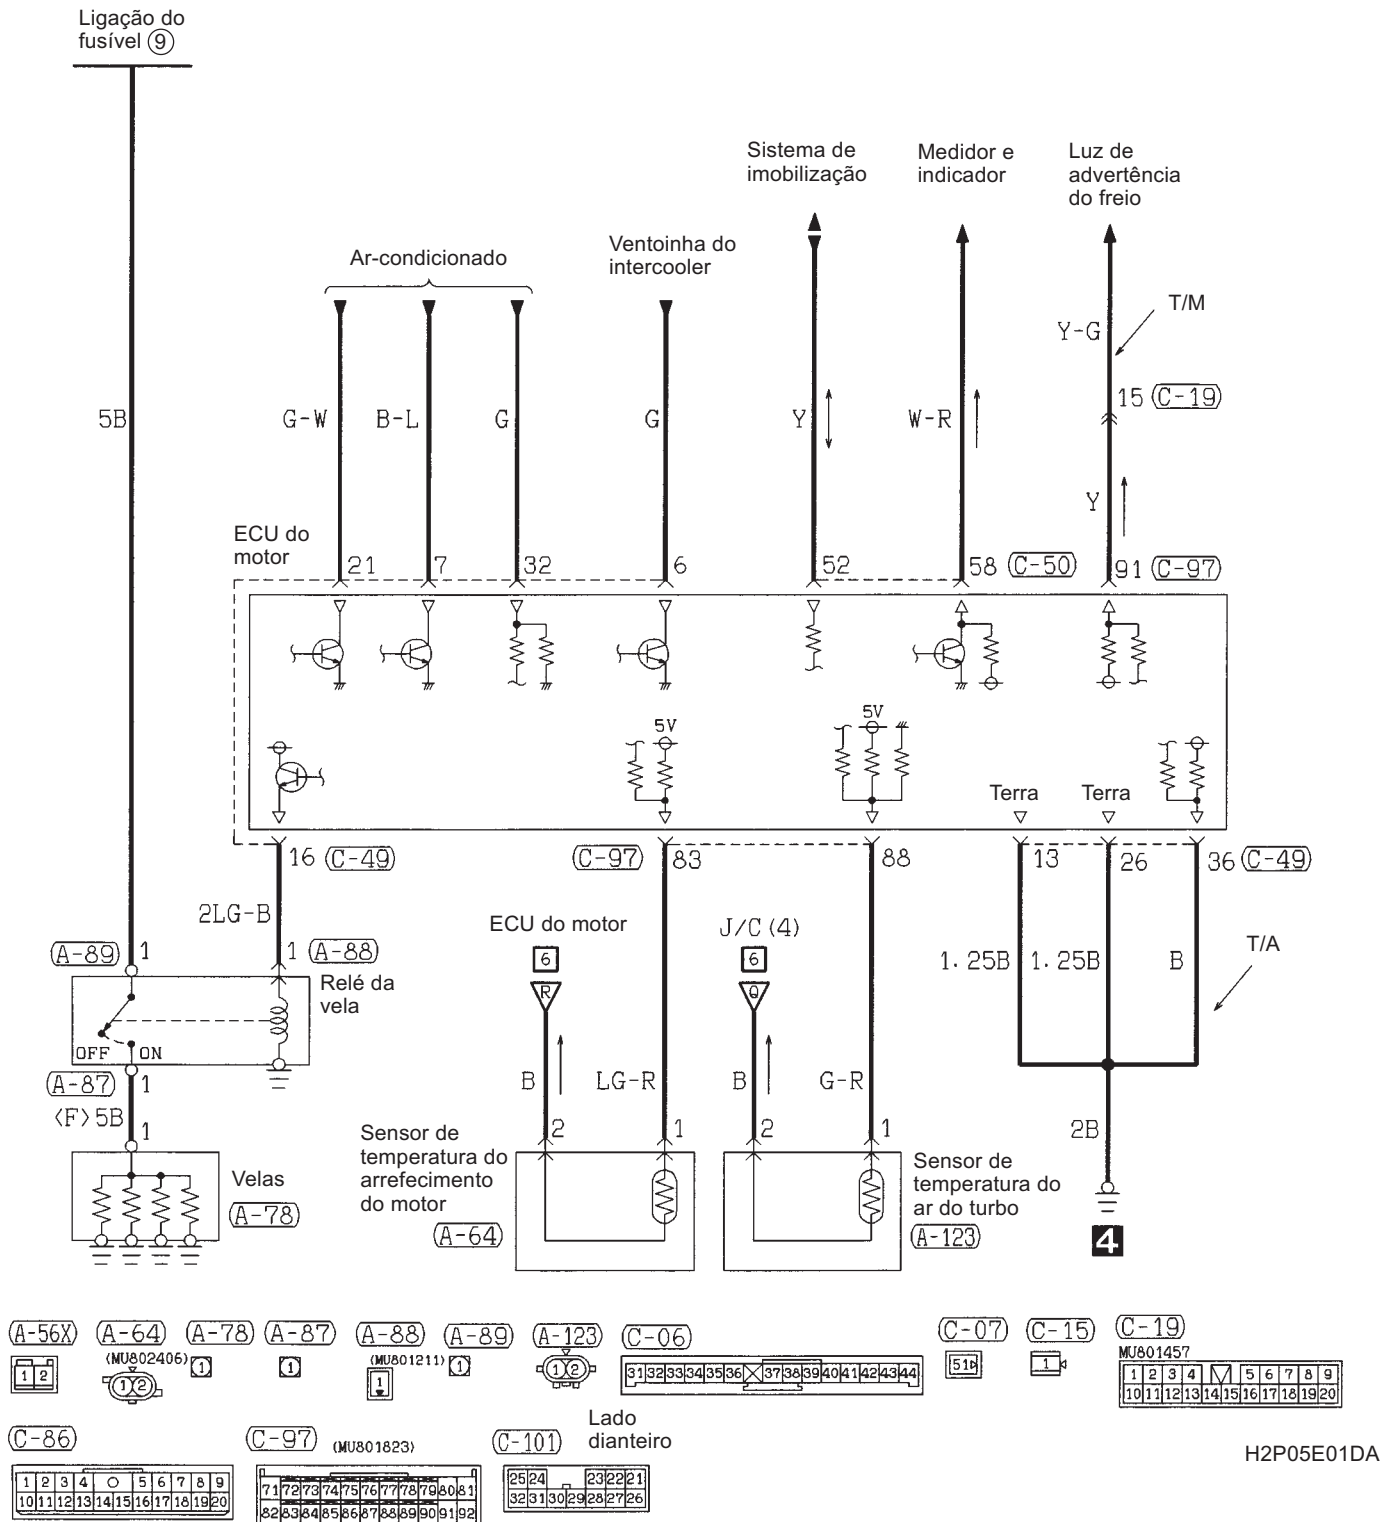 Ligação do
fusível 9
Sistema de
imobilização
Medidor e
indicador
Luz de
advertência
do freio
Ar-condicionado
Ventoinha do
intercooler
T/M
Y-G
15 C-19
5B
G-W
B-L
G
G
Y
W-R
Y
ECU do
motor
21
7
32
6
52
58 C-50
91 C-97
5V
5V
Terra
Terra
16 C-49
C-97 83
88
13
26
36 C-49
2LG-B
ECU do motor
J/C (4)
A-89 1
1 A-88
6
6
1.25B
1.25B
B
T/A
Relé da
vela
R
Q
OFF
ON
A-87 1
B
LG-R
B
G-R
<F>5B
1
2
1
2
1
2B
Sensor de
temperatura do
arrefecimento
do motor
Sensor de
temperatura do
ar do turbo
Velas
A-78
A-64
A-123
4
A-56X
A-64
A-78
A-87
A-88
A-89
A-123
C-06
C-07
C-15
C-19
(MU802406)
(MU801211)
MU801457
1 2
1 2
1
1
1
1
1 2
31 32 33 34 35 36 37 38 39 40 41 42 43 44
51
1
1 2 3 4 5 6 7 8 9
10 11 12 13 14 15 16 17 18 19 20
C-86
C-97 (MU801823)
C-101
Lado
dianteiro
H2P05E01DA
1 2 3 4 5 6 7 8 9
10 11 12 13 14 15 16 17 18 19 20
71 72 73 74 75 76 77 78 79 80 81
82 83 84 85 86 87 88 89 90 91 92
25 24 23 22 21
32 31 30 29 28 27 26